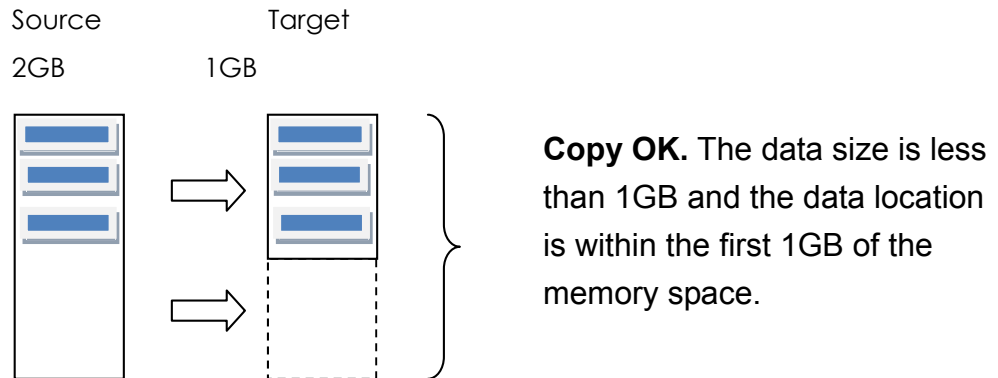 Source Target
2GB 1GB
Copy OK. The data size is less
than 1GB and the data location
is within the first 1GB of the
memory space.